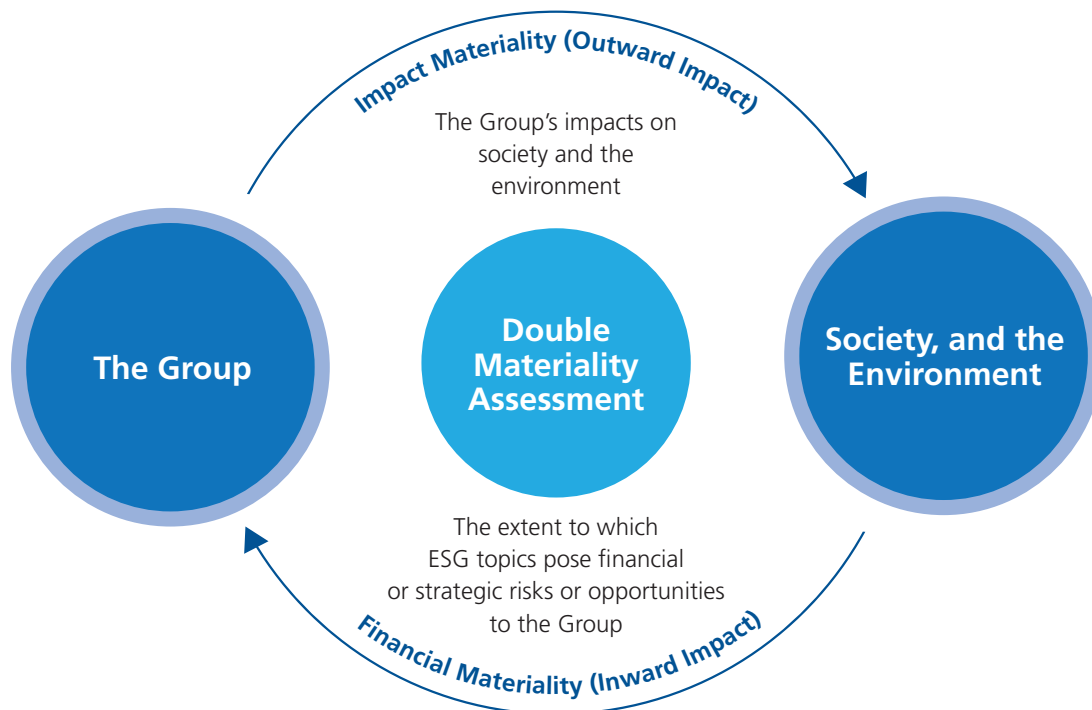 Impact Materiality (Outward Impact)
The Group’s impacts on
society and the
environment
The Group
Double
Materiality
Assessment
Society, and the
Environment
The extent to which
ESG topics pose financial
or strategic risks or opportunities
to the Group
Financial Materiality (Inward Impact)